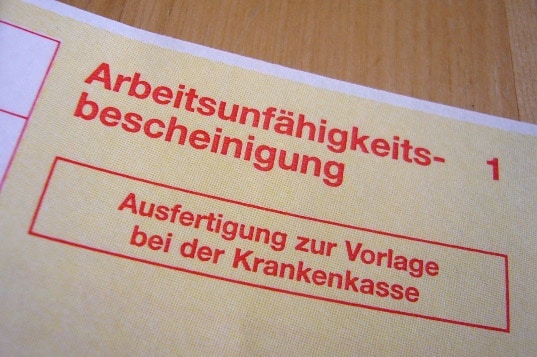 Arbeitsunfähigkeits- 1
bescheinigung
Ausfertigung zur Vorlage
bei der Krankenkasse